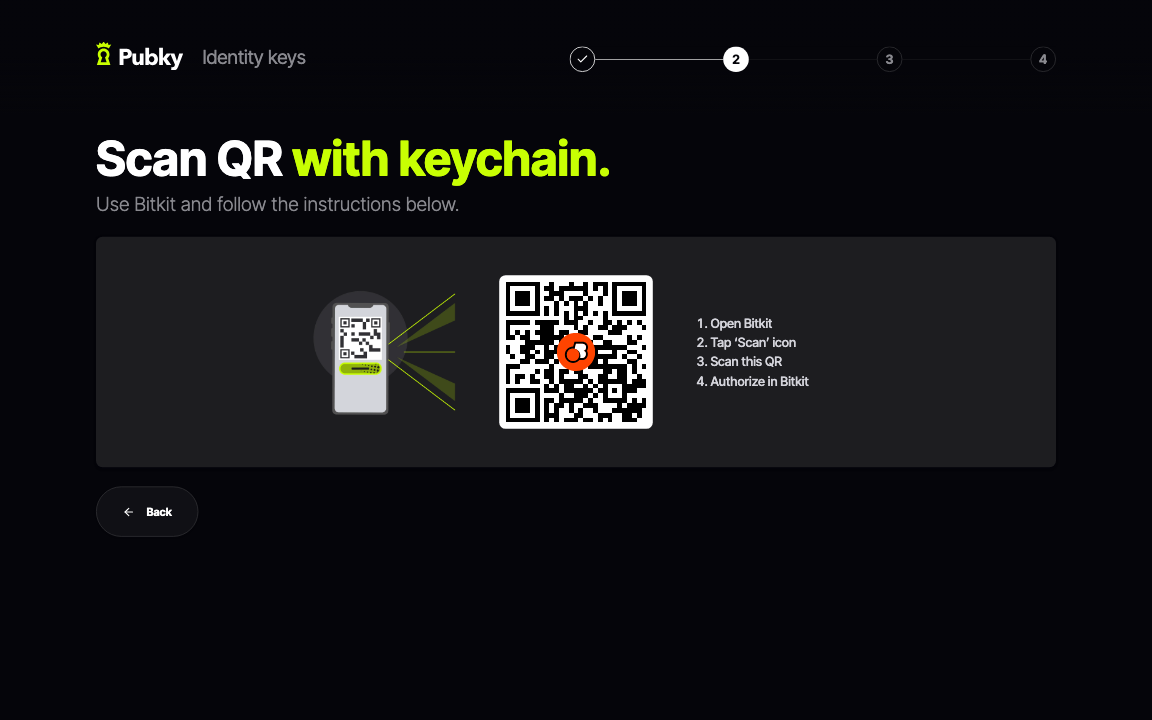 Pubky Identity keys
2 3 4
Scan QR with keychain.
Use Bitkit and follow the instructions below.
1. Open Bitkit
2. Tap ‘Scan’ icon
3. Scan this QR
4. Authorize in Bitkit
Back